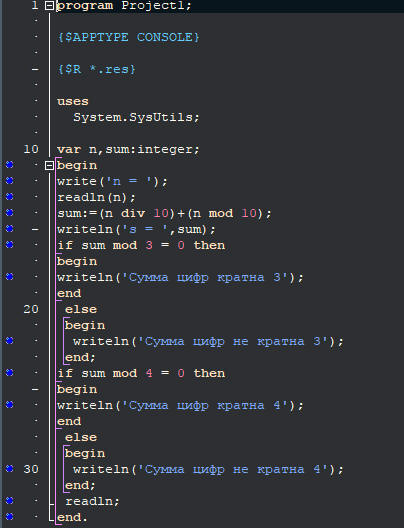 1 program Project1;
{$APPTYPE CONSOLE}
{$R *.res}
uses
System.SysUtils;
10 var n,sum:integer;
begin
write('n = ');
readln(n);
sum:=(n div 10)+(n mod 10);
writeln('s = ',sum);
if sum mod 3 = 0 then
begin
writeln('Сумма цифр кратна 3');
end
20 else
begin
writeln('Сумма цифр не кратна 3');
end;
if sum mod 4 = 0 then
begin
writeln('Сумма цифр кратна 4');
end
else
begin
30 writeln('Сумма цифр не кратна 4');
end;
readln;
end.